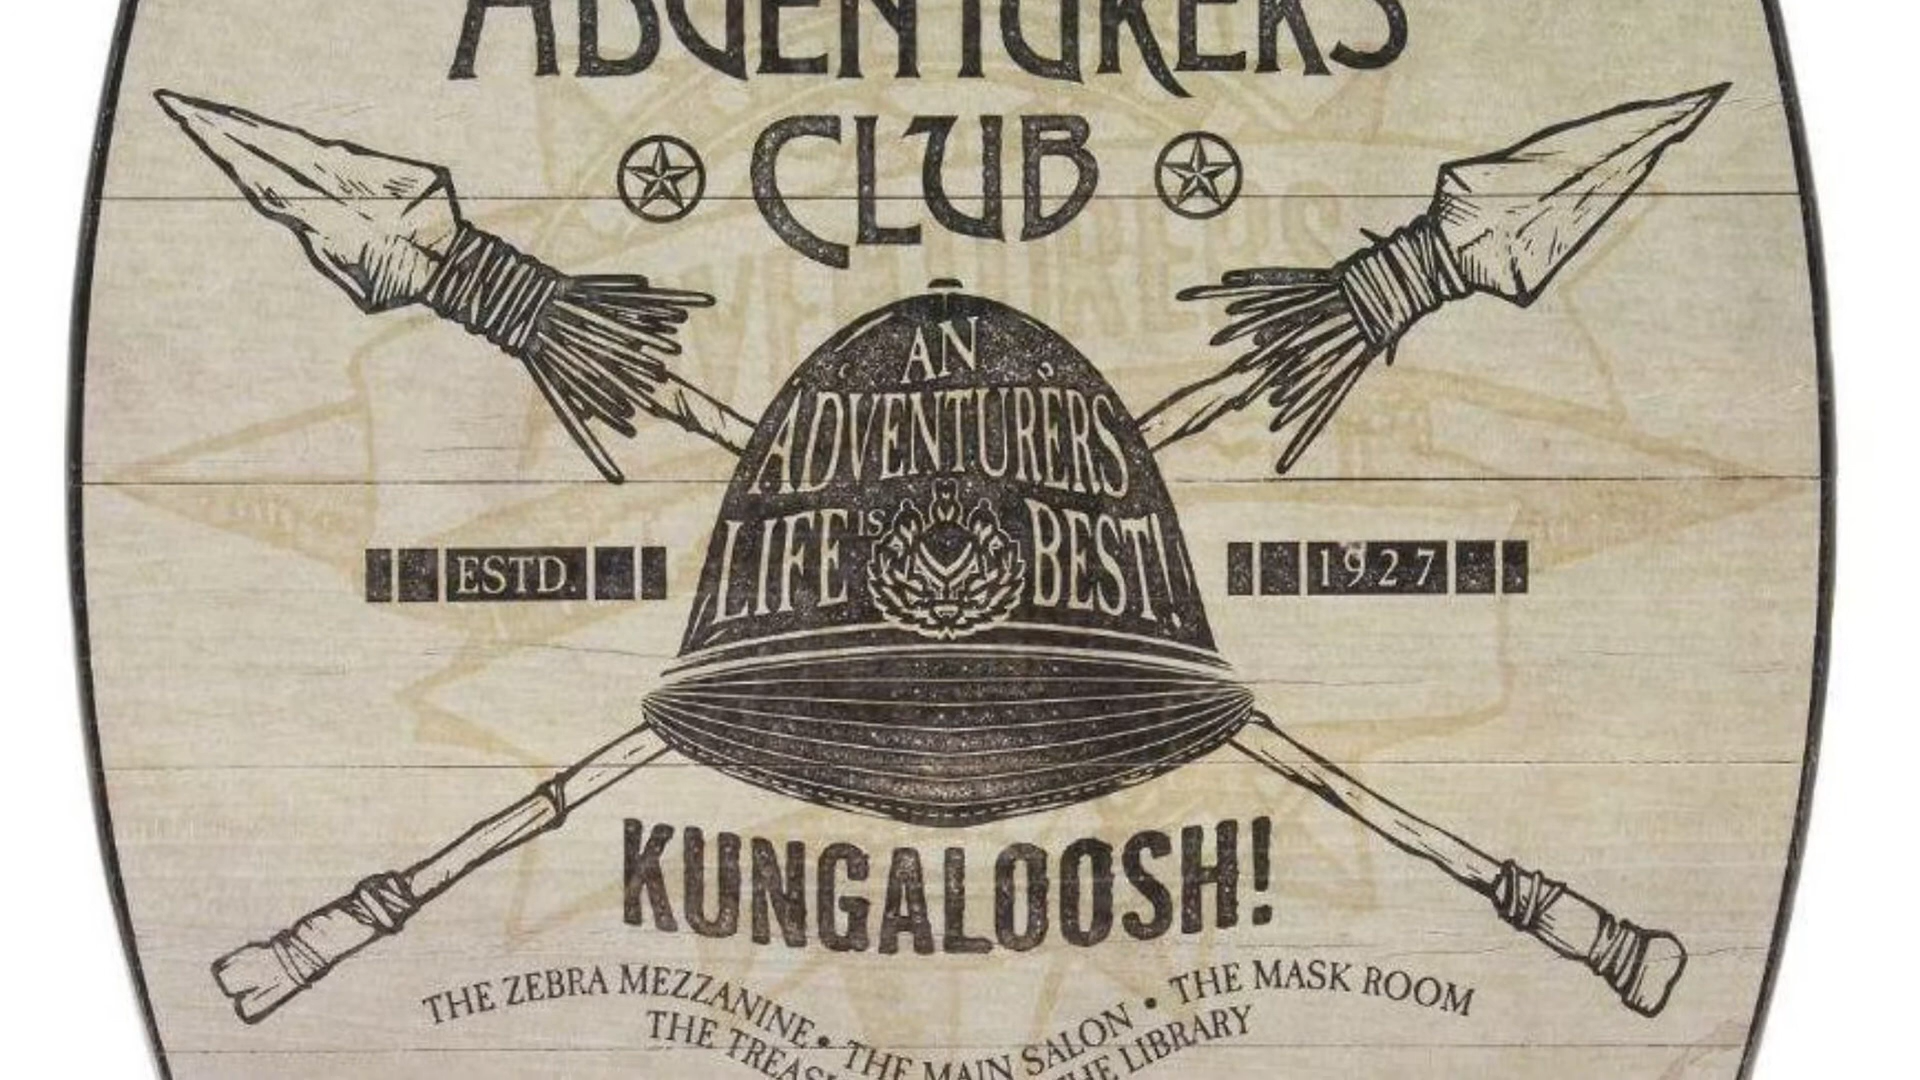 ADVENTURERS
CLUB
AN
ADVENTURERS
LIFE IS BEST!
ESTD.
1927
KUNGALOOSH!
THE ZEBRA MEZZANINE • THE MAIN SALON • THE MASK ROOM
THE LIBRARY